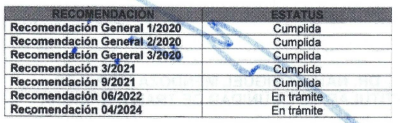 RECOMENDACIÓN ESTATUS
Recomendación General 1/2020 Cumplida
Recomendación General 2/2020 Cumplida
Recomendación General 3/2020 Cumplida
Recomendación 3/2021 Cumplida
Recomendación 9/2021 Cumplida
Recomendación 06/2022 En trámite
Recomendación 04/2024 En trámite